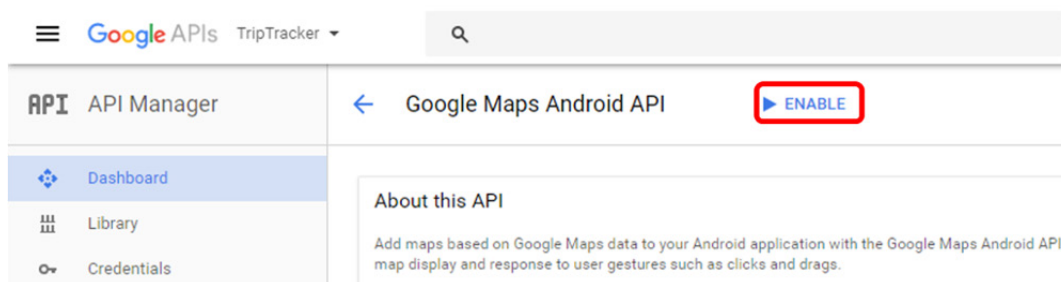 Google APIs TripTracker
API API Manager
Google Maps Android API ENABLE
Dashboard
Library
Credentials
About this API
Add maps based on Google Maps data to your Android application with the Google Maps Android API
map display and response to user gestures such as clicks and drags.